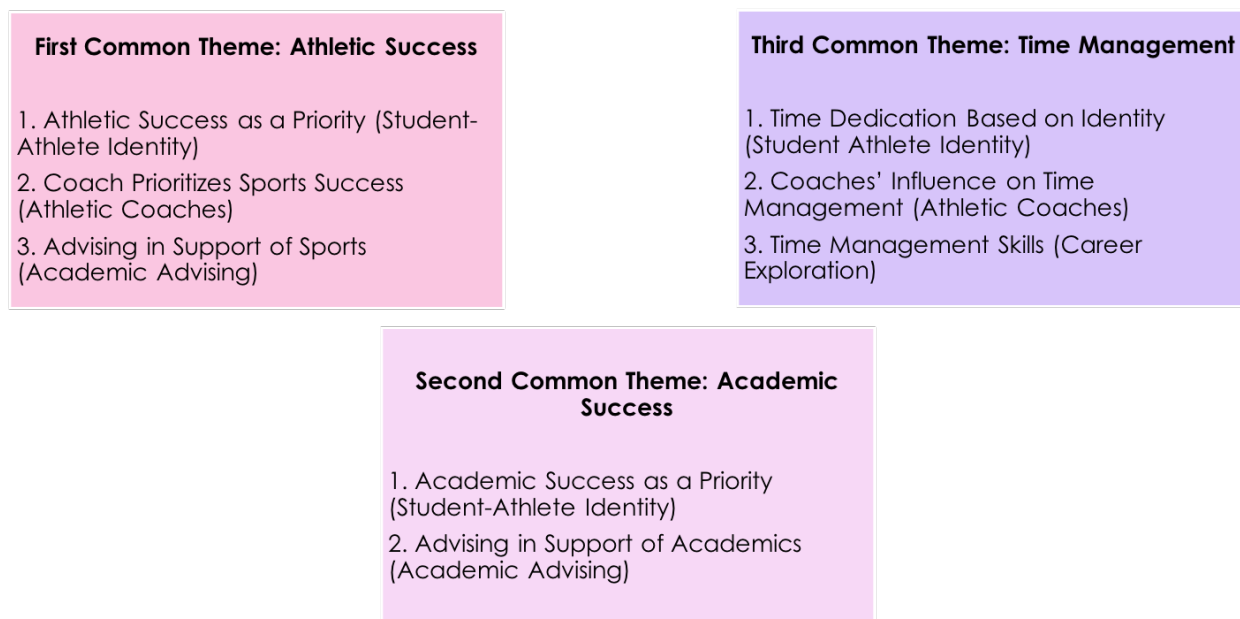 First Common Theme: Athletic Success
1. Athletic Success as a Priority (Student-
Athlete Identity)
2. Coach Prioritizes Sports Success
(Athletic Coaches)
3. Advising in Support of Sports
(Academic Advising)
Third Common Theme: Time Management
1. Time Dedication Based on Identity
(Student Athlete Identity)
2. Coaches’ Influence on Time
Management (Athletic Coaches)
3. Time Management Skills (Career
Exploration)
Second Common Theme: Academic
Success
1. Academic Success as a Priority
(Student-Athlete Identity)
2. Advising in Support of Academics
(Academic Advising)